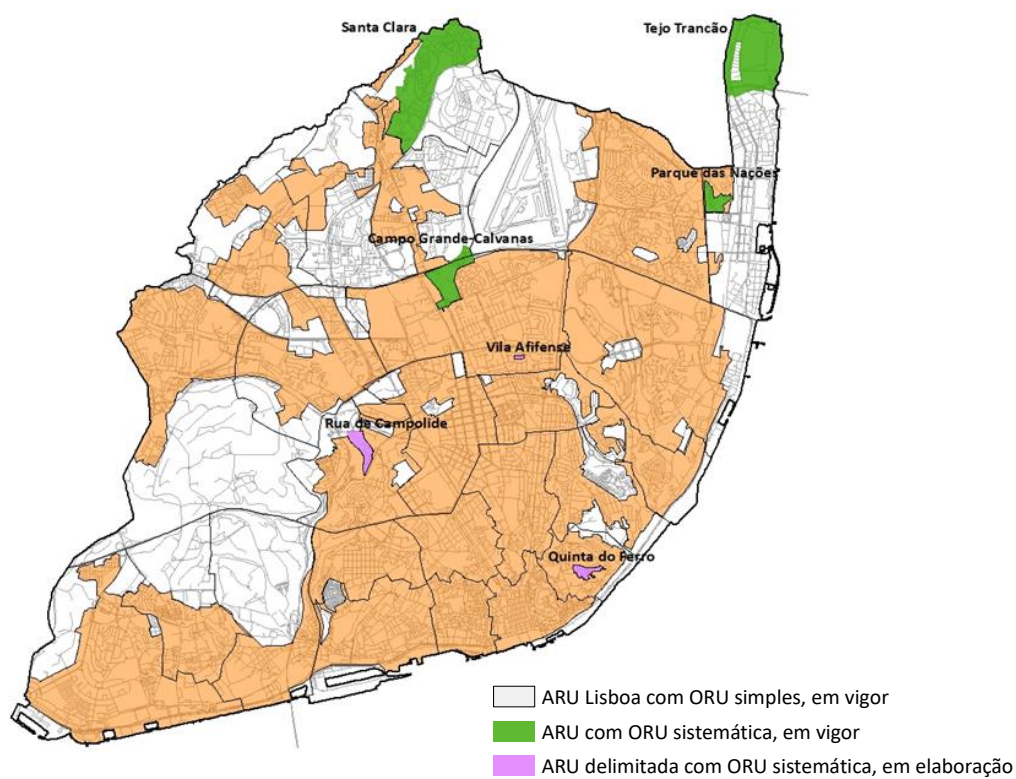 Santa Clara
Tejo Trancão
Parque das Nações
Campo Grande-Calvanas
Vila Afifense
Rua de Campolide
Quinta do Ferro
ARU Lisboa com ORU simples, em vigor
ARU com ORU sistemática, em vigor
ARU delimitada com ORU sistemática, em elaboração